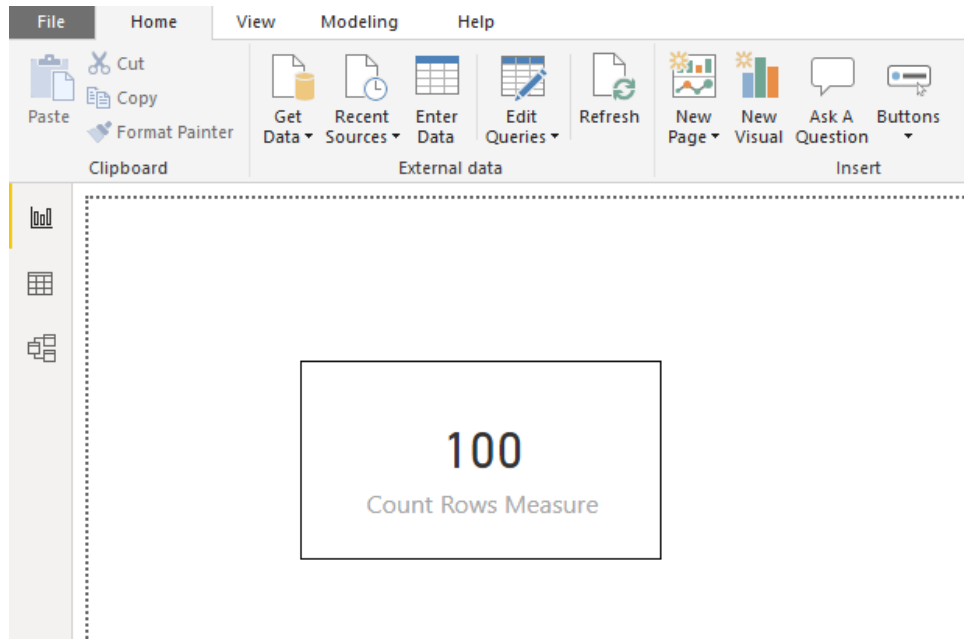 File Home View Modeling Help
Cut
Copy
Format Painter
Paste
Get Data
Recent Sources
Enter Data
Edit Queries
Refresh
New Page
New Visual
Ask A Question
Buttons
Clipboard External data Insert
100
Count Rows Measure